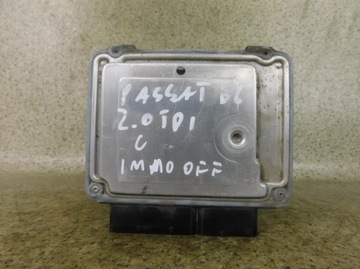 PASSAT B6
2.0TDI
C
IMMO OFF